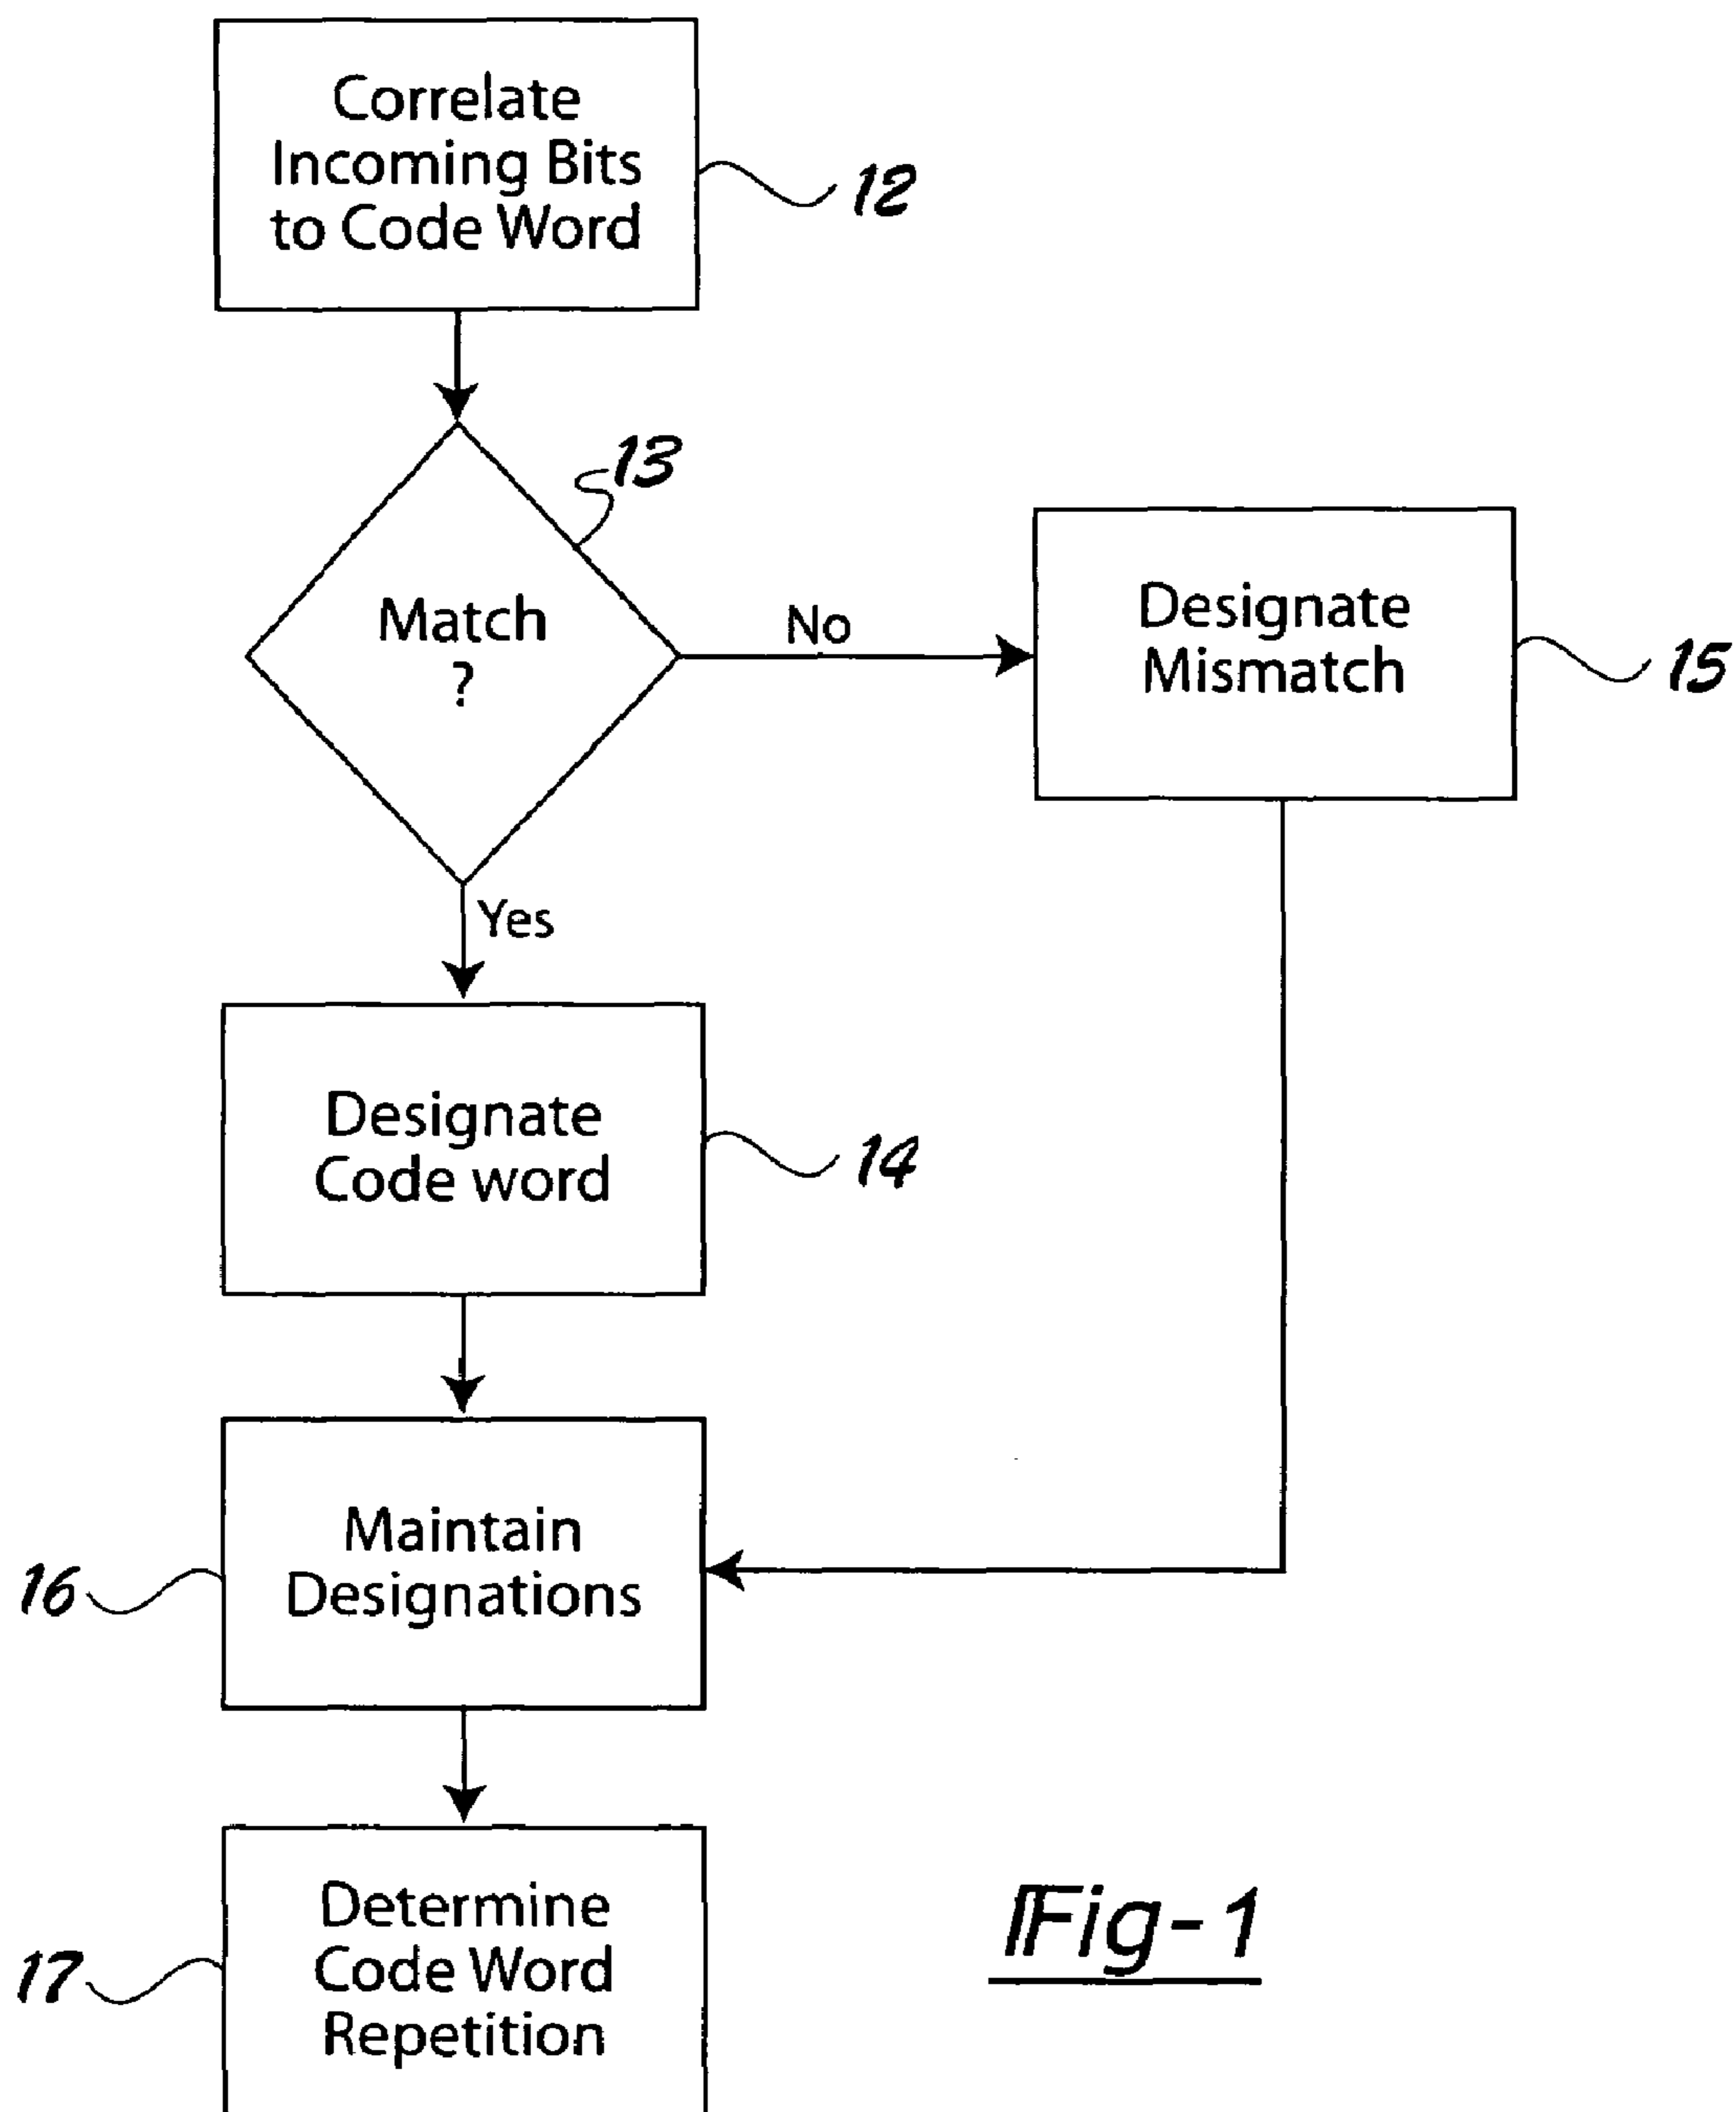 Correlate
Incoming Bits
to Code Word
12
13
Match
?
No
Designate
Mismatch
15
Yes
Designate
Code word
14
Maintain
Designations
16
Determine
Code Word
Repetition
17
Fig-1